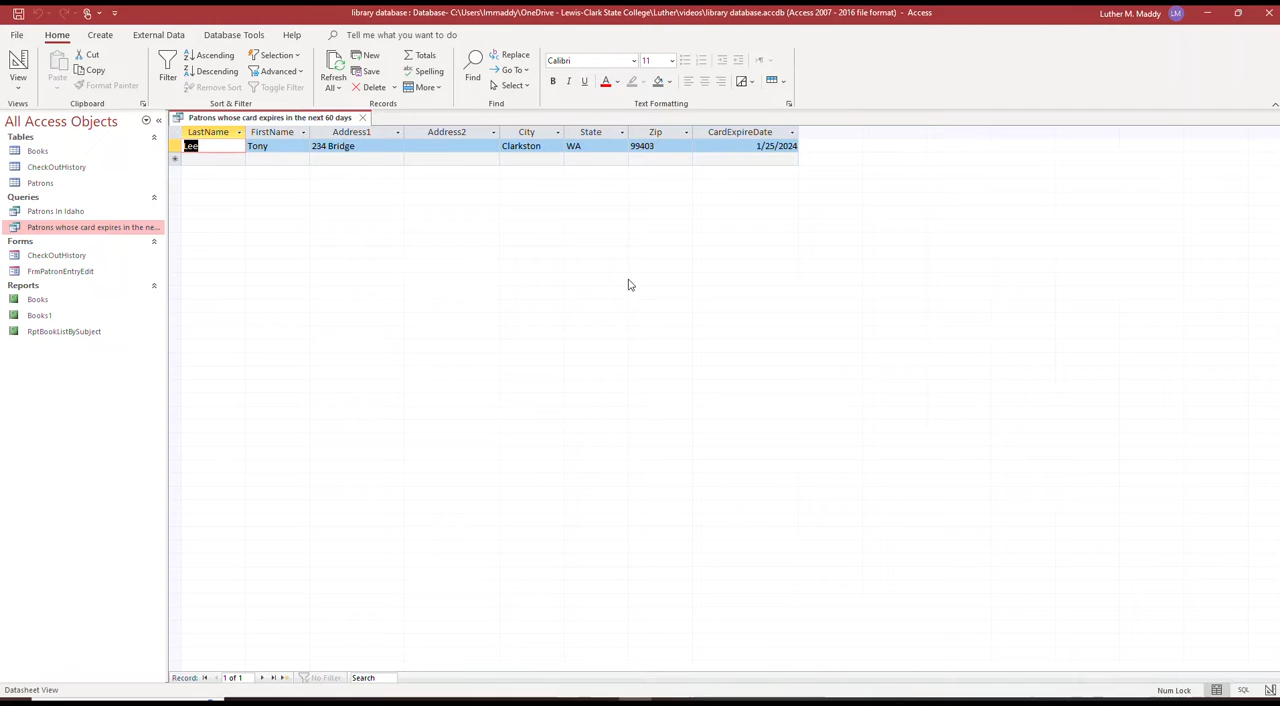 library database : Database- C:\Users\lmmaddy\OneDrive - Lewis-Clark State College\Luther\videos\library database.accdb (Access 2007 - 2016 file format) - Access
Luther M. Maddy LM
File Home Create External Data Database Tools Help Tell me what you want to do
View
Views
Paste
Cut
Copy
Format Painter
Clipboard
Filter
Ascending
Descending
Remove Sort
Selection
Advanced
Toggle Filter
Sort & Filter
Refresh
All
New
Save
Delete
Totals
Spelling
More
Records
Find
Replace
Go To
Select
Find
Calibri 11
B I U A
Text Formatting
All Access Objects
Tables
Books
CheckOutHistory
Patrons
Queries
Patrons In Idaho
Patrons whose card expires in the ne...
Forms
CheckOutHistory
FrmPatronEntryEdit
Reports
Books
Books1
RptBookListBySubject
Patrons whose card expires in the next 60 days
LastName FirstName Address1 Address2 City State Zip CardExpireDate
Lee Tony 234 Bridge Clarkston WA 99403 1/25/2024
Record: 1 of 1 No Filter Search
Datasheet View
Num Lock SQL